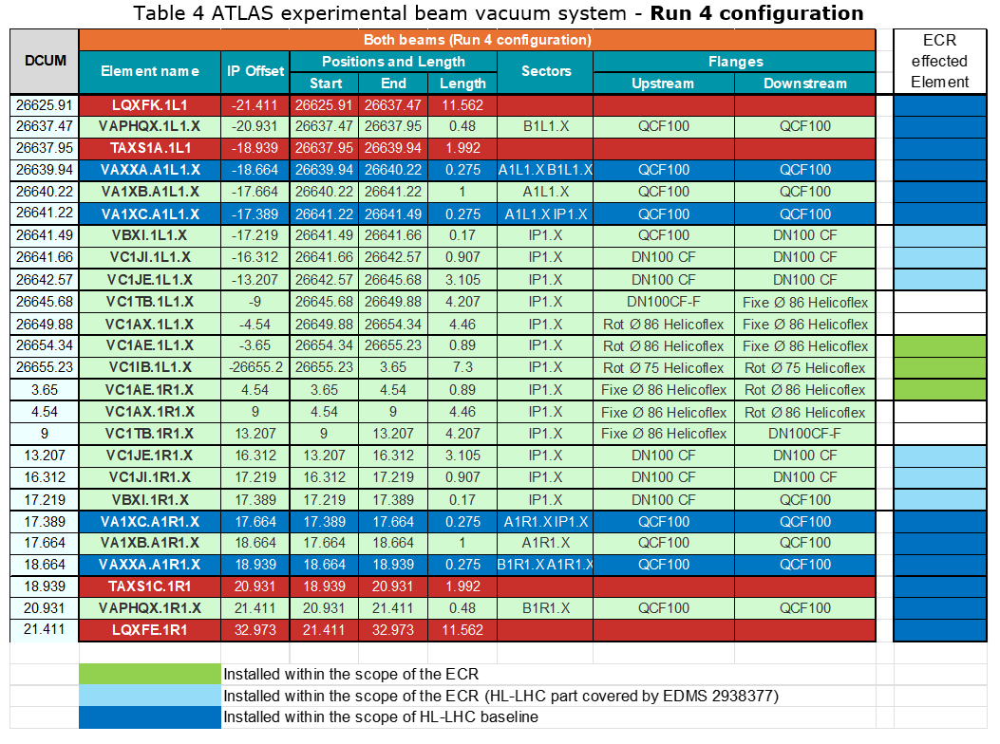 Table 4 ATLAS experimental beam vacuum system - Run 4 configuration
DCUM Both beams (Run 4 configuration) ECR effected Element
Element name IP Offset Positions and Length Sectors Flanges
Start End Length Upstream Downstream
26625.91 LQXFK.1L1 -21.411 26625.91 26637.47 11.562
26637.47 VAPHQX.1L1.X -20.931 26637.47 26637.95 0.48 B1L1.X QCF100 QCF100
26637.95 TAXS1A.1L1 -18.939 26637.95 26639.94 1.992
26639.94 VAXXA.A1L1.X -18.664 26639.94 26640.22 0.275 A1L1.X B1L1.X QCF100 QCF100
26640.22 VA1XB.A1L1.X -17.664 26640.22 26641.22 1 A1L1.X QCF100 QCF100
26641.22 VA1XC.A1L1.X -17.389 26641.22 26641.49 0.275 A1L1.X IP1.X QCF100 QCF100
26641.49 VBXI.1L1.X -17.219 26641.49 26641.66 0.17 IP1.X QCF100 DN100 CF
26641.66 VC1JI.1L1.X -16.312 26641.66 26642.57 0.907 IP1.X DN100 CF DN100 CF
26642.57 VC1JE.1L1.X -13.207 26642.57 26645.68 3.105 IP1.X DN100 CF DN100 CF
26645.68 VC1TB.1L1.X -9 26645.68 26649.88 4.207 IP1.X DN100CF-F Fixe Ø 86 Helicoflex
26649.88 VC1AX.1L1.X -4.54 26649.88 26654.34 4.46 IP1.X Rot Ø 86 Helicoflex Fixe Ø 86 Helicoflex
26654.34 VC1AE.1L1.X -3.65 26654.34 26655.23 0.89 IP1.X Rot Ø 86 Helicoflex Fixe Ø 86 Helicoflex
26655.23 VC1IB.1L1.X -26655.2 26655.23 3.65 7.3 IP1.X Rot Ø 75 Helicoflex Rot Ø 75 Helicoflex
3.65 VC1AE.1R1.X 4.54 3.65 4.54 0.89 IP1.X Fixe Ø 86 Helicoflex Rot Ø 86 Helicoflex
4.54 VC1AX.1R1.X 9 4.54 9 4.46 IP1.X Fixe Ø 86 Helicoflex Rot Ø 86 Helicoflex
9 VC1TB.1R1.X 13.207 9 13.207 4.207 IP1.X Fixe Ø 86 Helicoflex DN100CF-F
13.207 VC1JE.1R1.X 16.312 13.207 16.312 3.105 IP1.X DN100 CF DN100 CF
16.312 VC1JI.1R1.X 17.219 16.312 17.219 0.907 IP1.X DN100 CF DN100 CF
17.219 VBXI.1R1.X 17.389 17.219 17.389 0.17 IP1.X DN100 CF QCF100
17.389 VA1XC.A1R1.X 17.664 17.389 17.664 0.275 A1R1.X IP1.X QCF100 QCF100
17.664 VA1XB.A1R1.X 18.664 17.664 18.664 1 A1R1.X QCF100 QCF100
18.664 VAXXA.A1R1.X 18.939 18.664 18.939 0.275 B1R1.X A1R1.X QCF100 QCF100
18.939 TAXS1C.1R1 20.931 18.939 20.931 1.992
20.931 VAPHQX.1R1.X 21.411 20.931 21.411 0.48 B1R1.X QCF100 QCF100
21.411 LQXFE.1R1 32.973 21.411 32.973 11.562
Installed within the scope of the ECR
Installed within the scope of the ECR (HL-LHC part covered by EDMS 2938377)
Installed within the scope of HL-LHC baseline